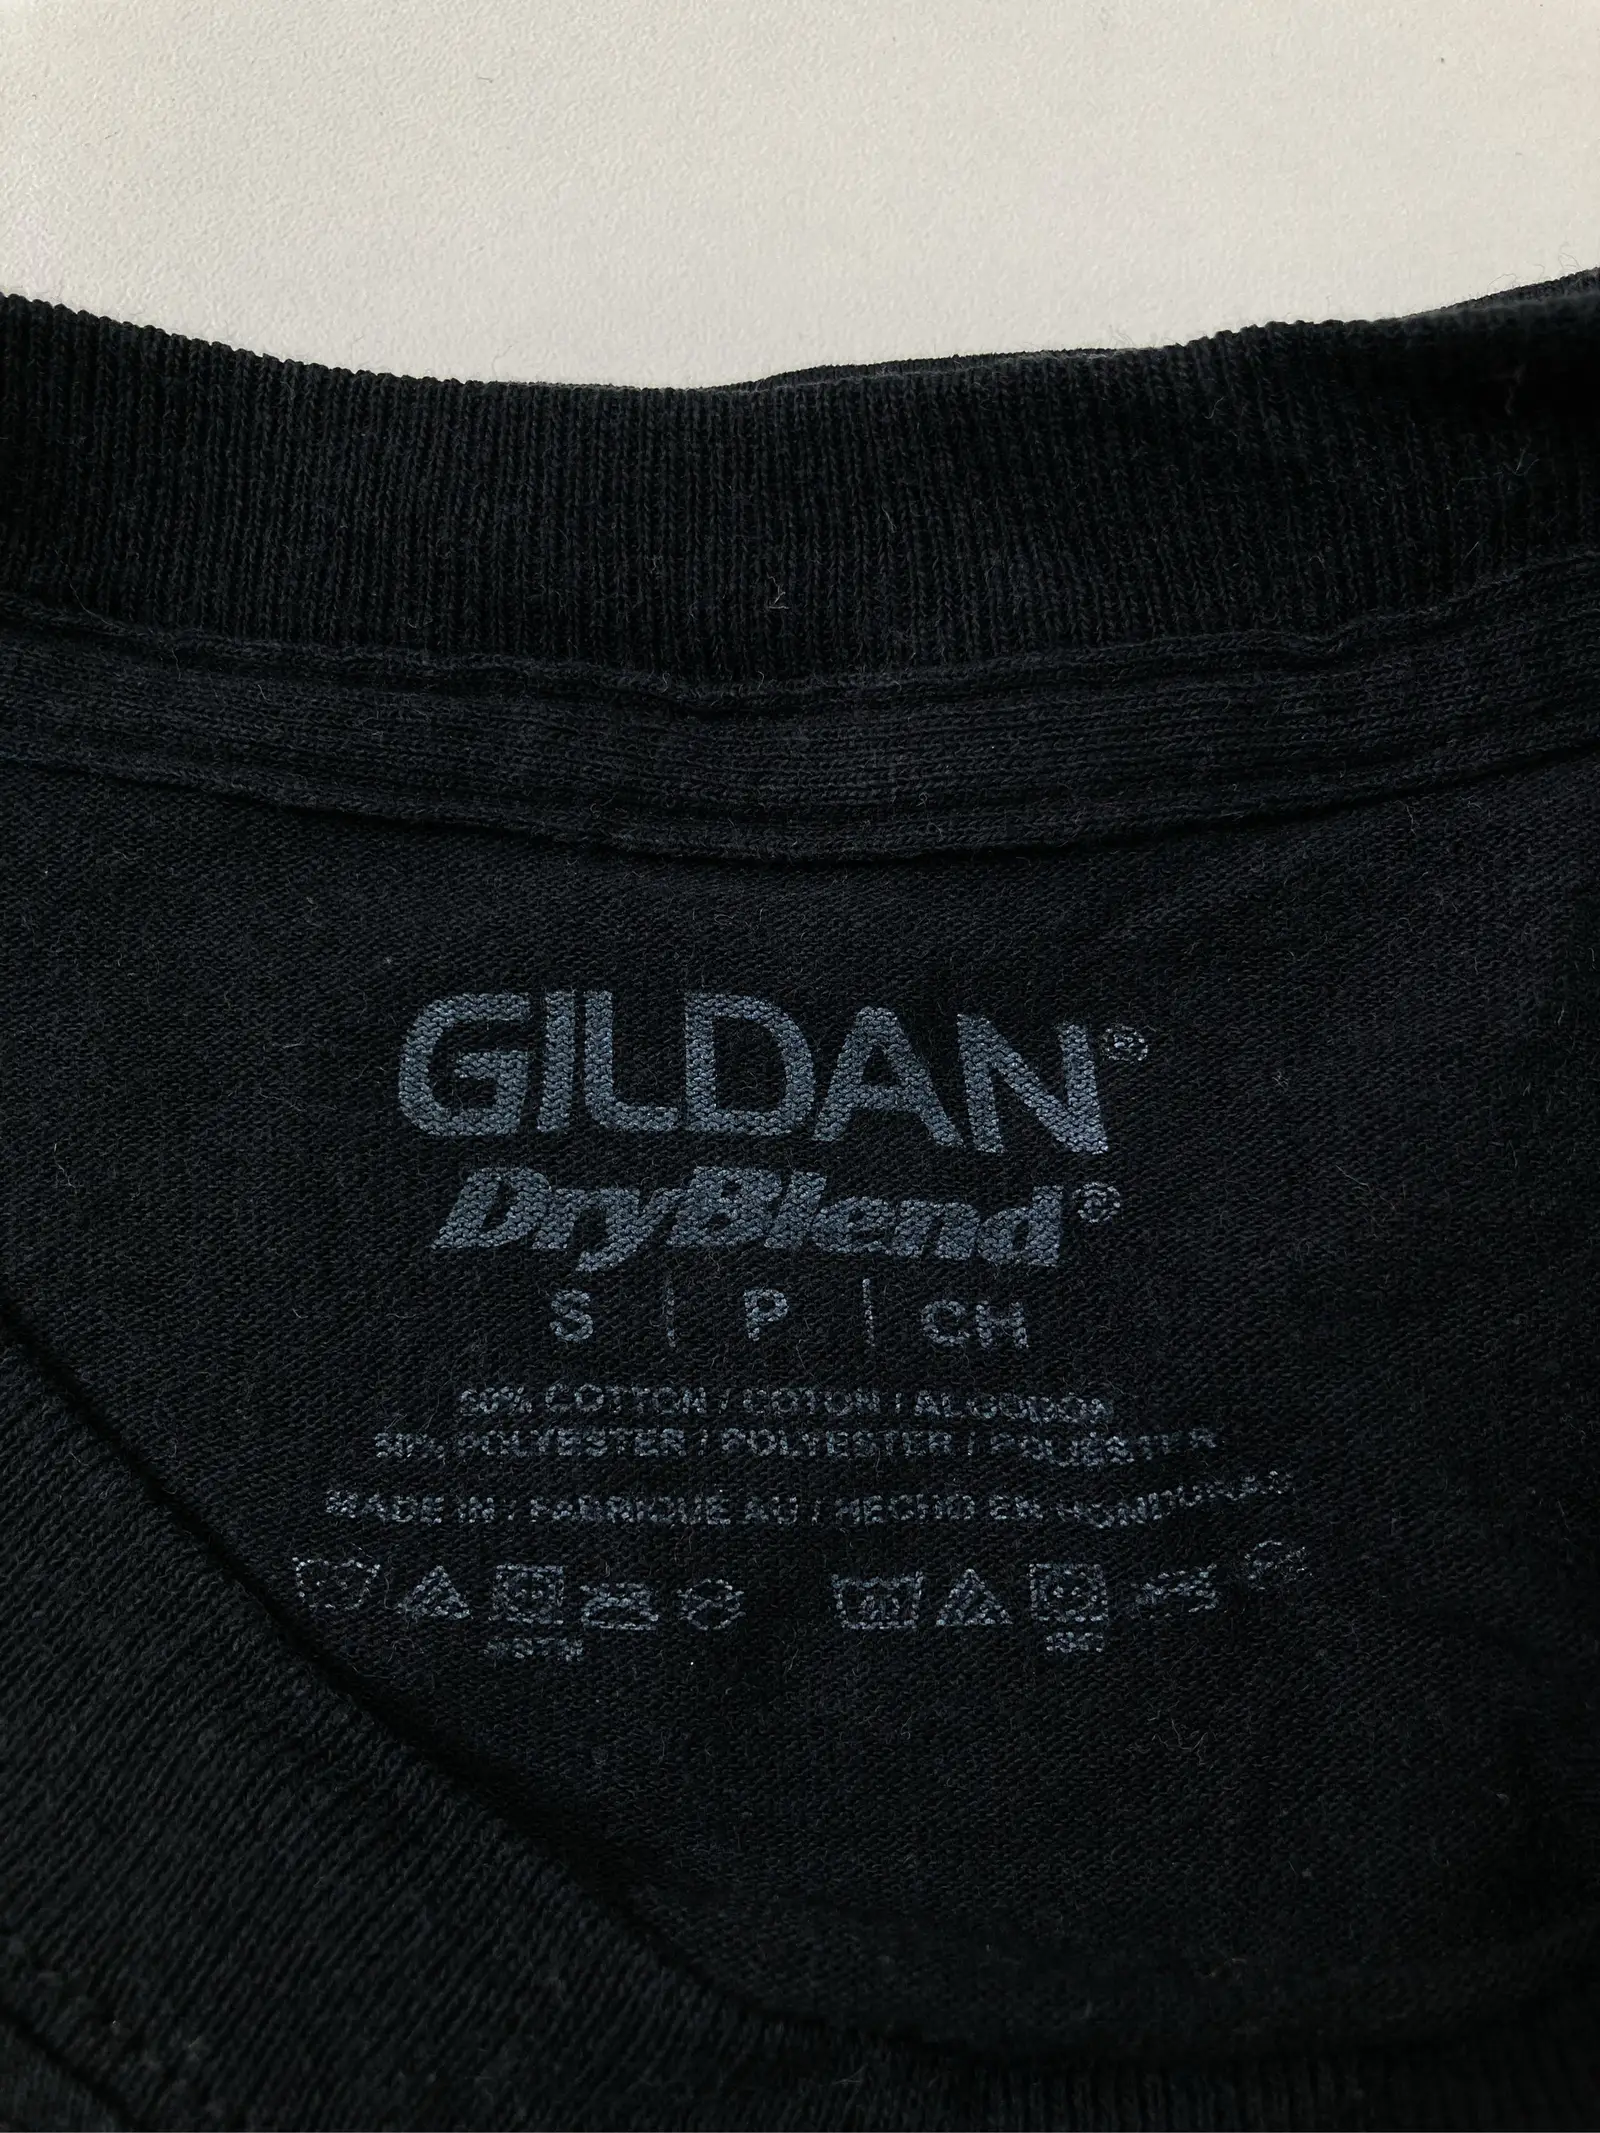 GILDAN®
DryBlend®
S | P | CH
50% COTTON / COTON / ALGODÓN
50% POLYESTER / POLYESTER / POLIÉSTER
MADE IN / FABRIQUÉ AU / HECHO EN HONDURAS